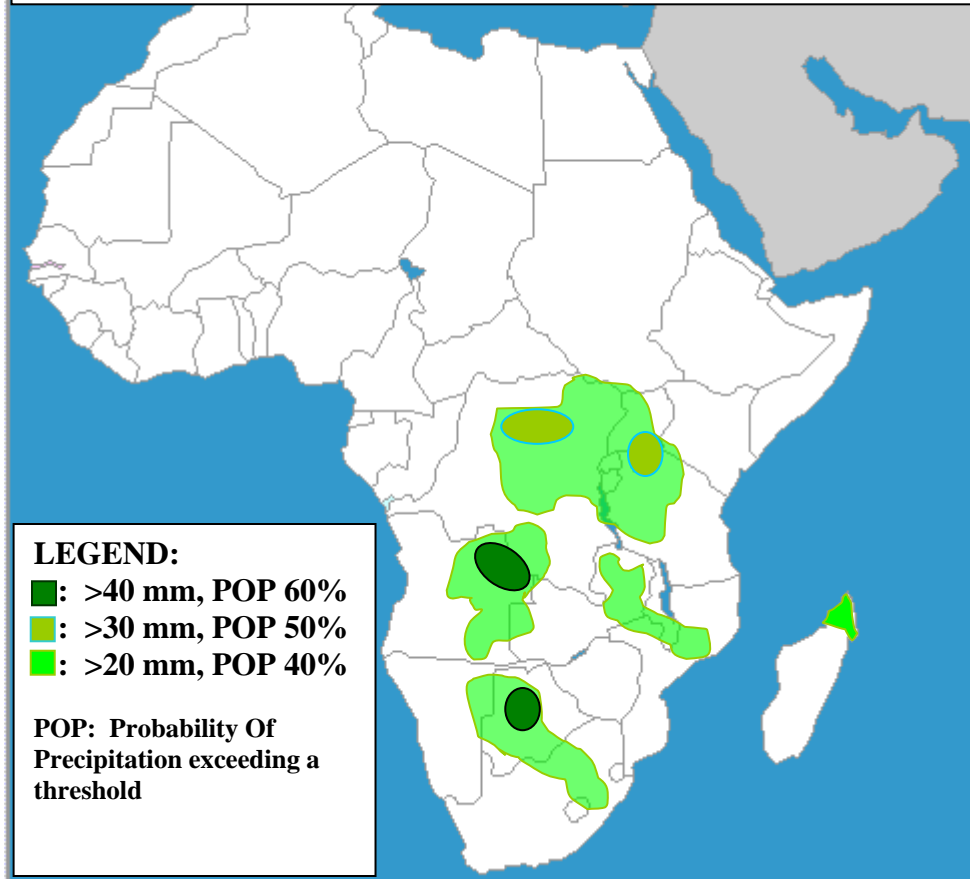 LEGEND:
: >40 mm, POP 60%
: >30 mm, POP 50%
: >20 mm, POP 40%
POP: Probability Of
Precipitation exceeding a
threshold